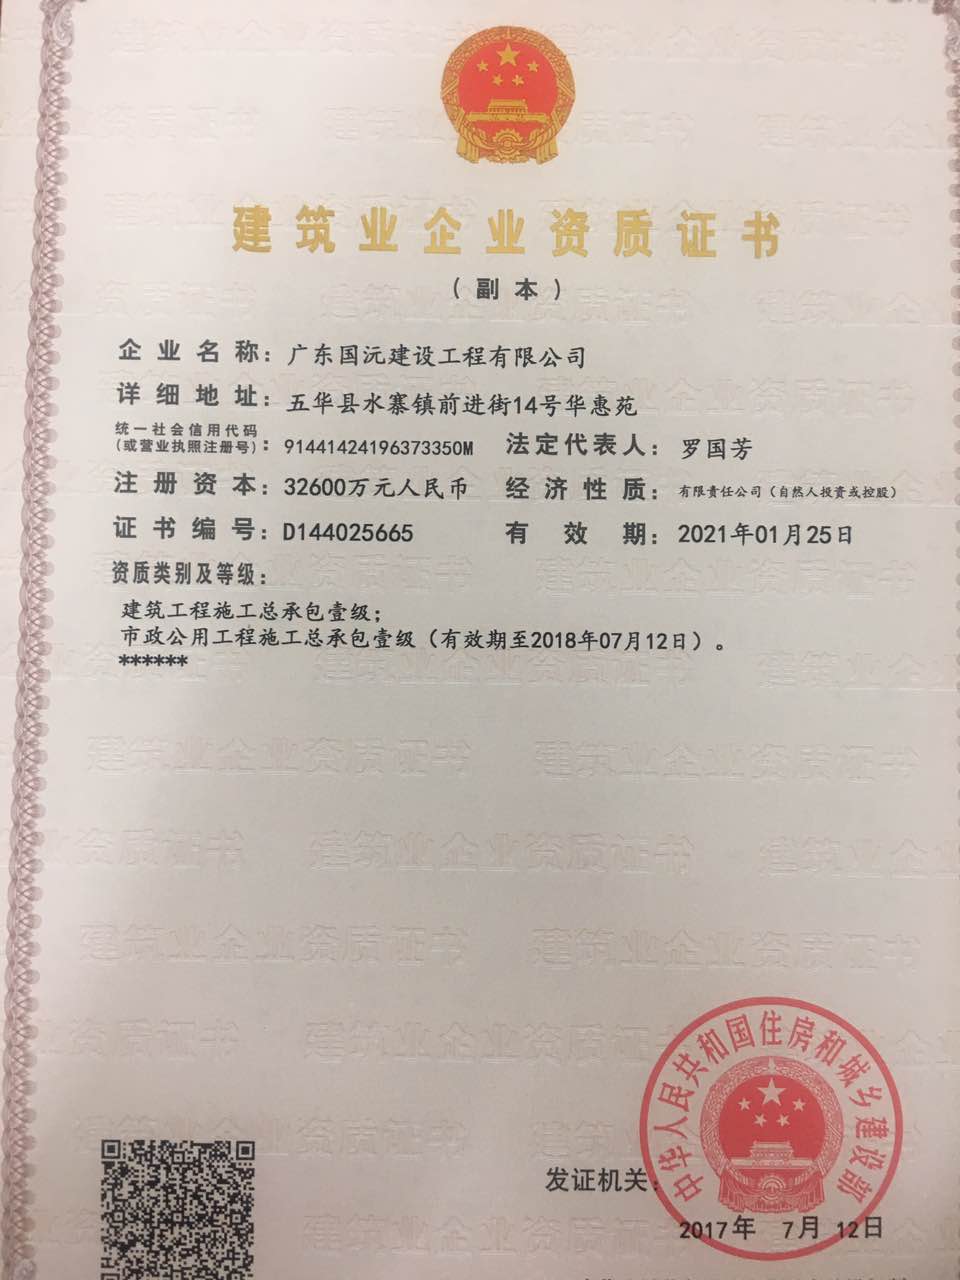 建筑业企业资质证书
（副本）
企业名称：广东国沅建设工程有限公司
详细地址：五华县水寨镇前进街14号华惠苑
统一社会信用代码
（或营业执照注册号）：91441424196373350M 法定代表人：罗国芳
注册资本：32600万元人民币 经济性质：有限责任公司（自然人投资或控股）
证书编号：D144025665 有效期：2021年01月25日
资质类别及等级：
建筑工程施工总承包壹级；
市政公用工程施工总承包壹级（有效期至2018年07月12日）。
******
中华人民共和国住房和城乡建设部
发证机关：
2017年 7月 12日